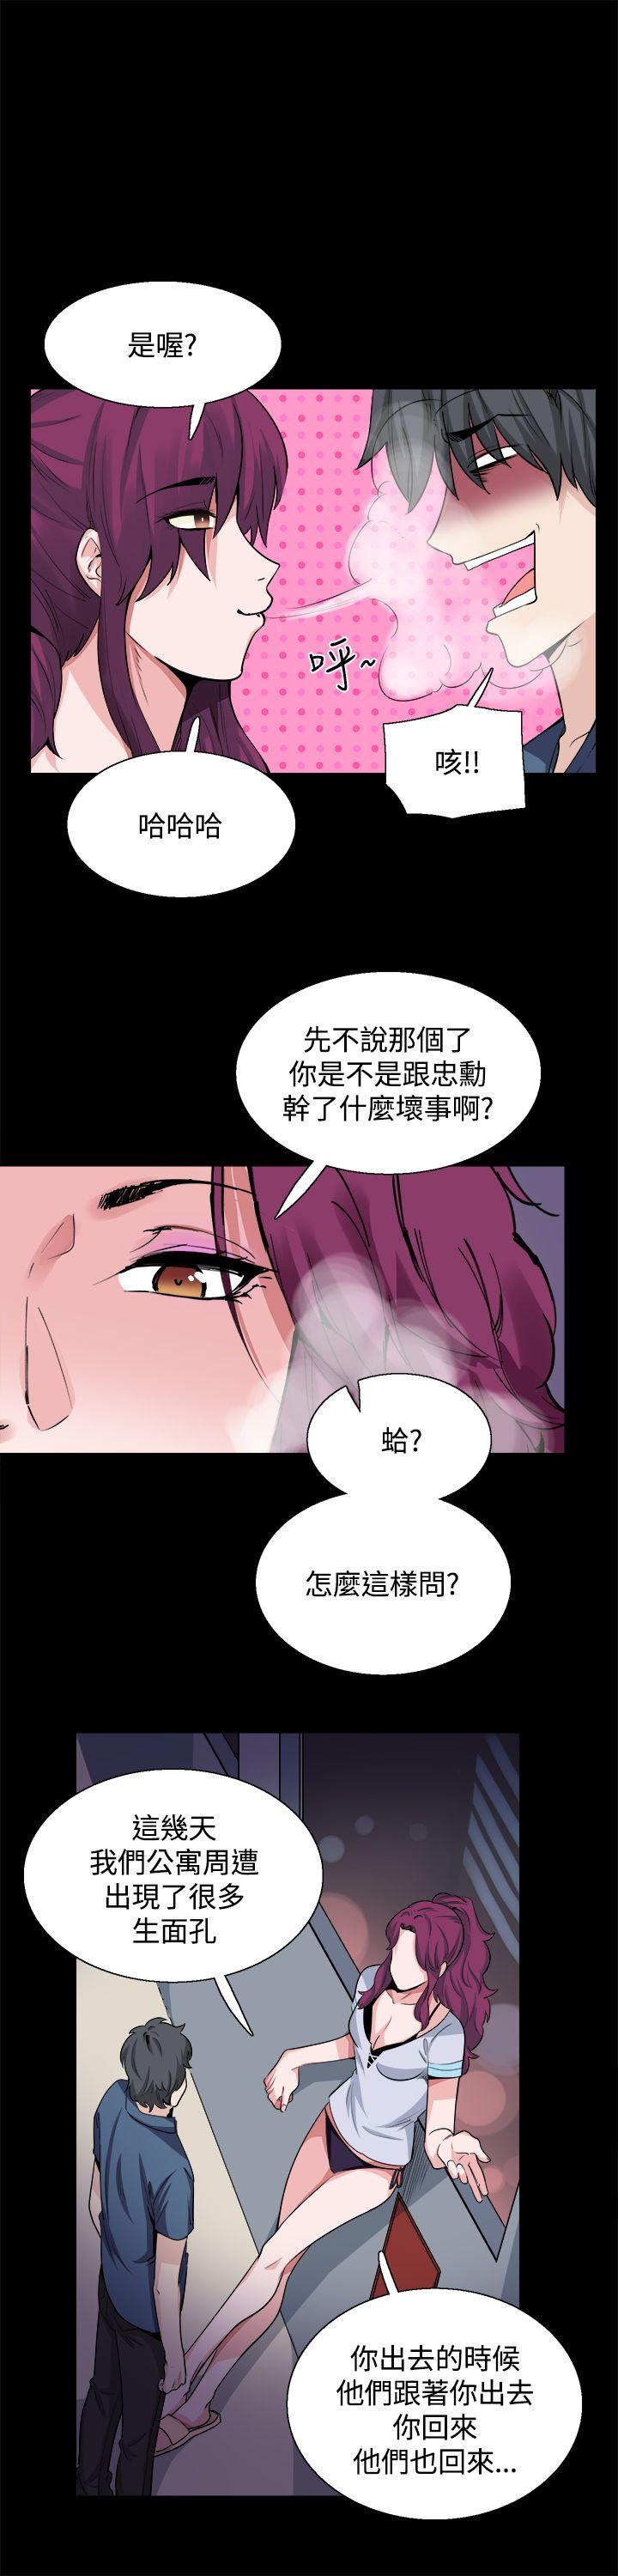 是喔?
呼~
咳!!
哈哈哈
先不說那個了
你是不是跟忠勳
幹了什麼壞事啊?
蛤?
怎麼這樣問?
這幾天
我們公寓周遭
出現了很多
生面孔
你出去的時候
他們跟著你出去
你回來
他們也回來...